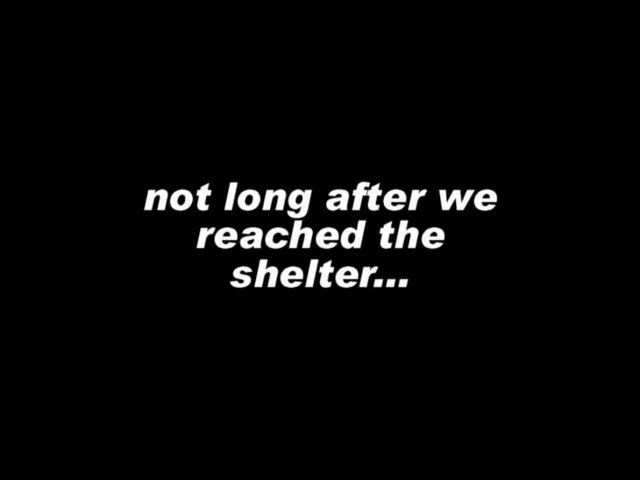 not long after we
reached the
shelter...